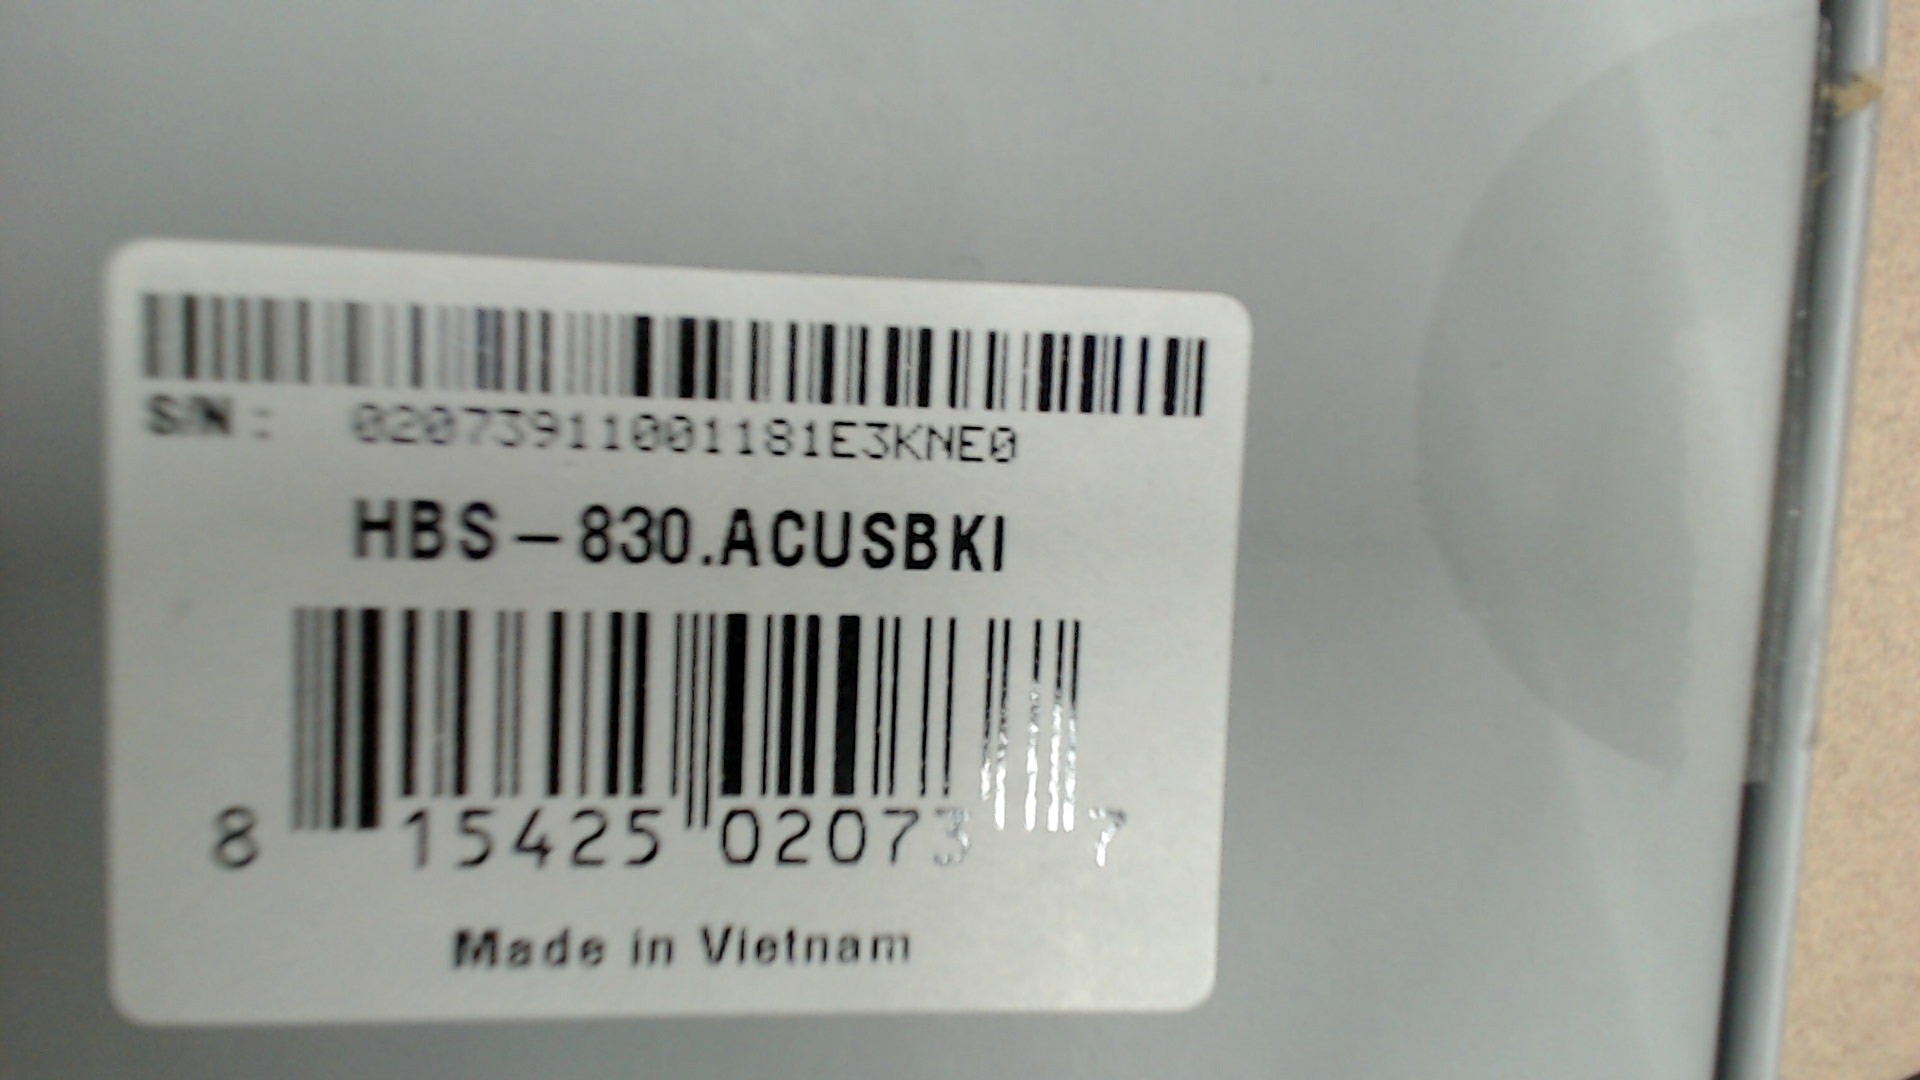 S/N : 02073911001181E3KNE0
HBS-830.ACUSBKI
8 15425 02073 7
Made in Vietnam